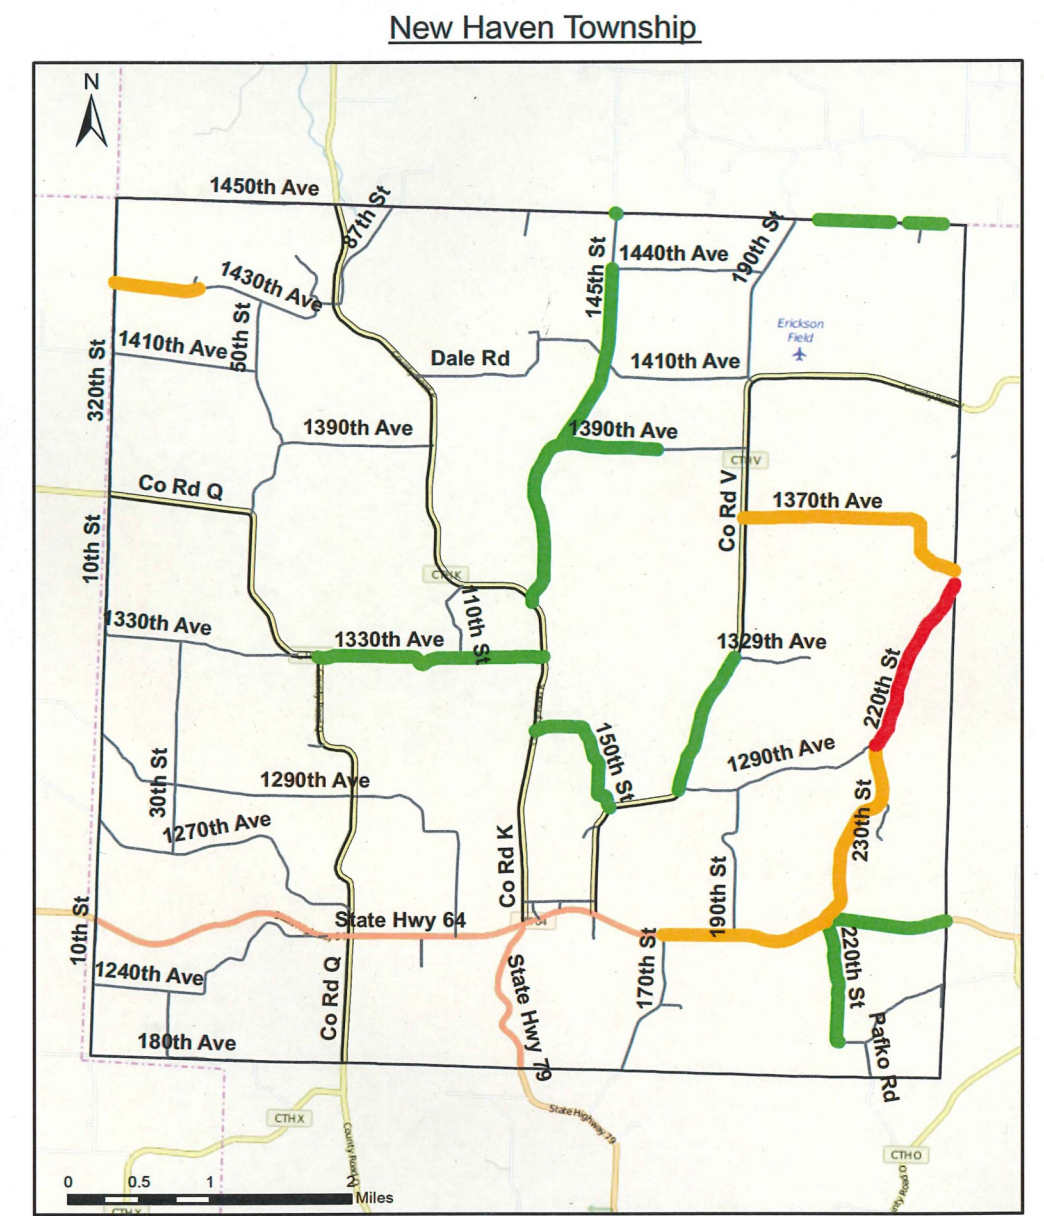 New Haven Township
N
1450th Ave
87th St
190th St
145th St
1440th Ave
1430th Ave
50th St
Erickson
Field
320th St
1410th Ave
Dale Rd
1410th Ave
1390th Ave
1390th Ave
CTH V
Co Rd Q
Co Rd V
1370th Ave
10th St
CTH K
110th St
1330th Ave
1330th Ave
1329th Ave
220th St
150th St
1290th Ave
30th St
1290th Ave
1270th Ave
230th St
Co Rd K
190th St
10th St
State Hwy 64
64
170th St
220th St
1240th Ave
Co Rd Q
State Hwy 79
180th Ave
Pafko Rd
State Highway 79
CTH X
County Road Q
CTH O
0 0.5 1 2
Miles
CTH X